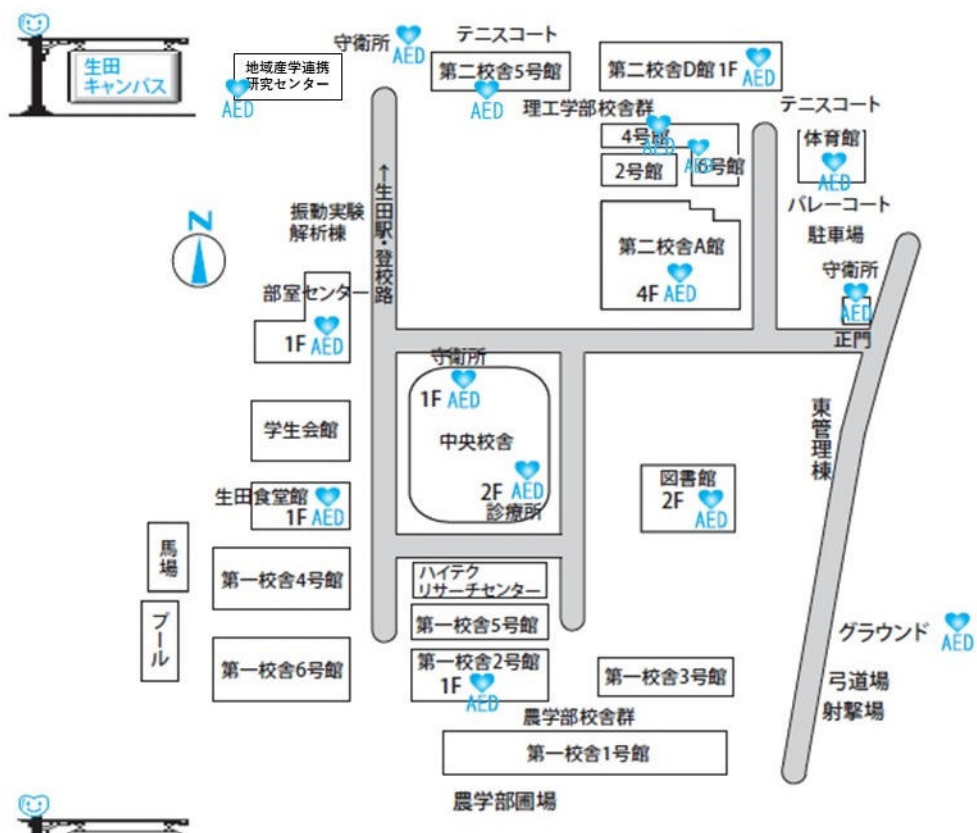 生田
キャンパス
地域産学連携
研究センター
AED
守衛所
AED
テニスコート
第二校舎5号館
AED
第二校舎D館1F
AED
理工学部校舎群
4号館
AED
2号館
6号館
AED
テニスコート
体育館
AED
バレーコート
駐車場
←生田駅・登校路
N
振動実験
解析棟
第二校舎A館
4F AED
守衛所
AED
正門
部室センター
1F AED
守衛所
1F AED
中央校舎
2F AED
診療所
学生会館
東管理棟
図書館
2F
AED
生田食堂館
1F AED
馬場
第一校舎4号館
ハイテク
リサーチセンター
プール
第一校舎5号館
グラウンド
AED
第一校舎6号館
第一校舎2号館
1F
AED
第一校舎3号館
弓道場
射撃場
農学部校舎群
第一校舎1号館
農学部圃場